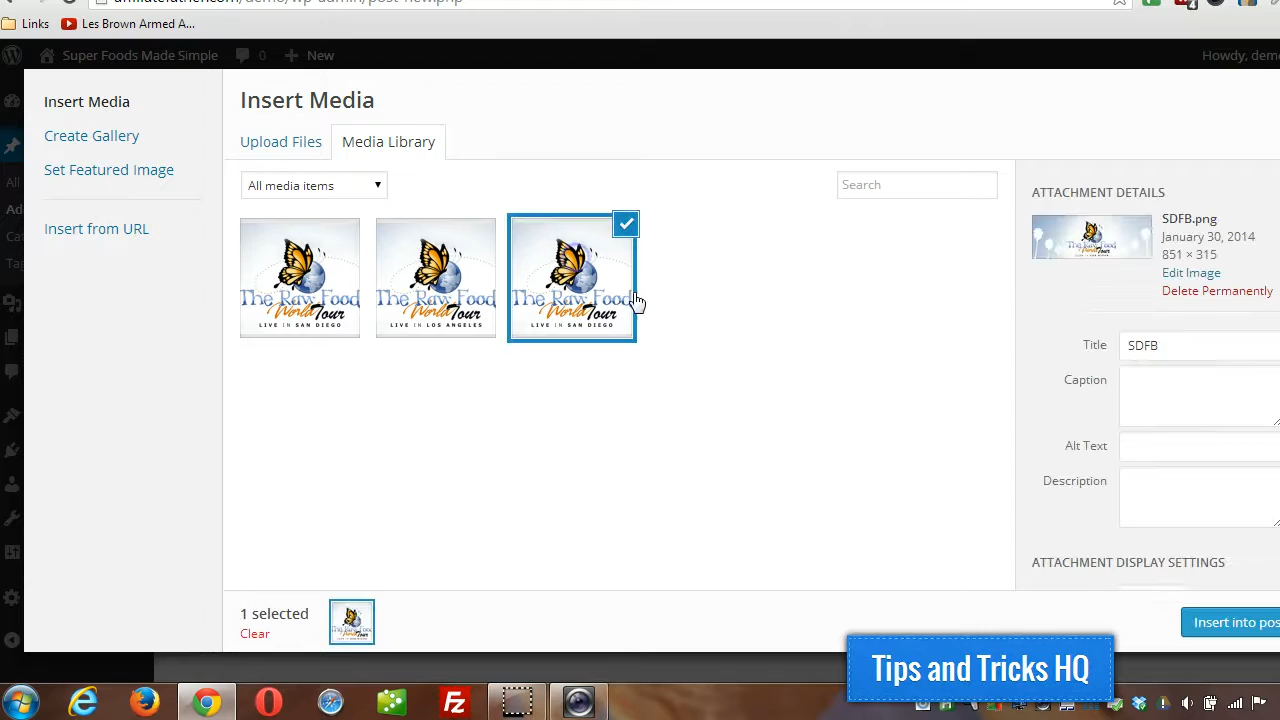 Links
Les Brown Armed A...
Super Foods Made Simple
0
New
Howdy, demo
Insert Media
Create Gallery
Set Featured Image
Insert from URL
Insert Media
Upload Files
Media Library
All media items
Search
The Raw Food
World Tour
LIVE IN SAN DIEGO
The Raw Food
World Tour
LIVE IN LOS ANGELES
The Raw Food
World Tour
LIVE IN SAN DIEGO
ATTACHMENT DETAILS
SDFB.png
January 30, 2014
851 × 315
Edit Image
Delete Permanently
Title
SDFB
Caption
Alt Text
Description
ATTACHMENT DISPLAY SETTINGS
1 selected
Clear
Insert into pos
Tips and Tricks HQ